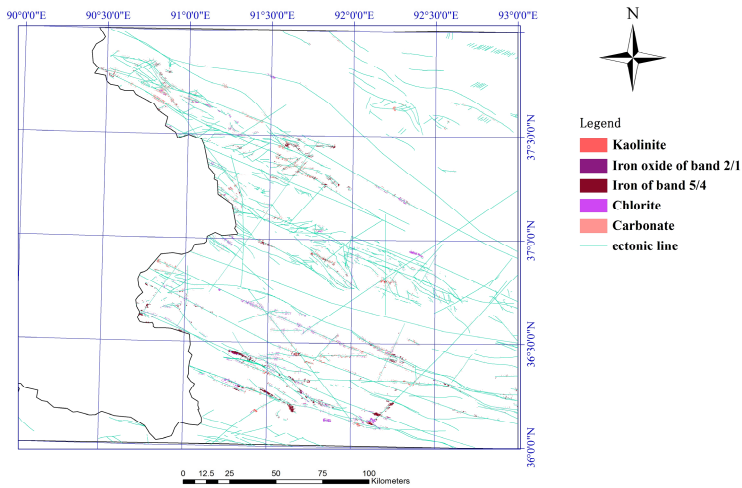 90°0'0"E 90°30'0"E 91°0'0"E 91°30'0"E 92°0'0"E 92°30'0"E 93°0'0"E
N
37°30'0"N
37°0'0"N
36°30'0"N
36°0'0"N
Legend
Kaolinite
Iron oxide of band 2/1
Iron of band 5/4
Chlorite
Carbonate
ectonic line
0 12.5 25 50 75 100
Kilometers